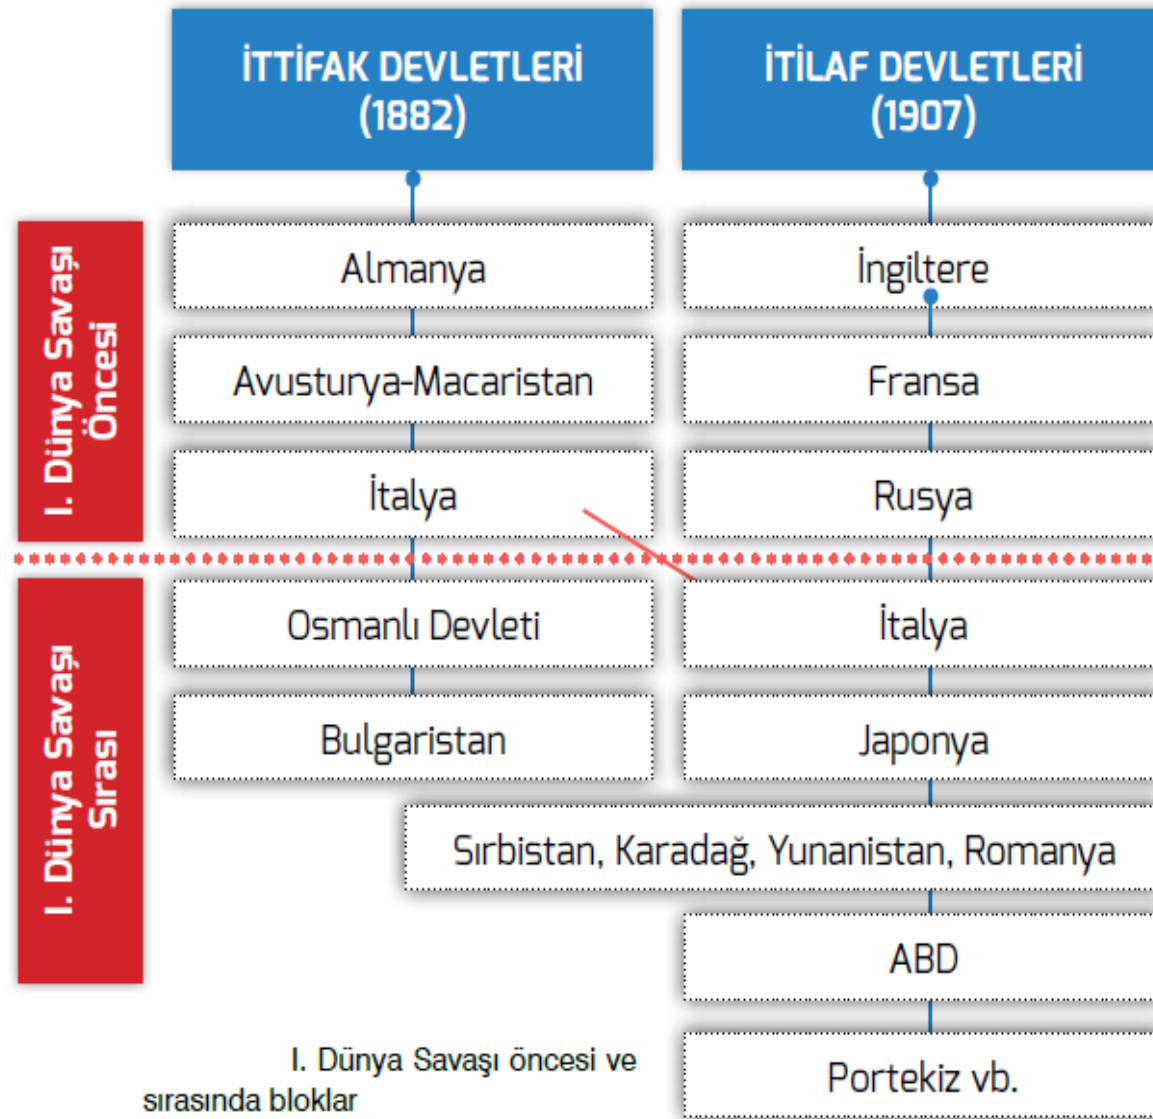 İTTİFAK DEVLETLERİ
(1882)
İTİLAF DEVLETLERİ
(1907)
I. Dünya Savaşı
Öncesi
Almanya
İngiltere
Avusturya-Macaristan
Fransa
İtalya
Rusya
I. Dünya Savaşı
Sırası
Osmanlı Devleti
İtalya
Bulgaristan
Japonya
Sırbistan, Karadağ, Yunanistan, Romanya
ABD
Portekiz vb.
I. Dünya Savaşı öncesi ve
sırasında bloklar